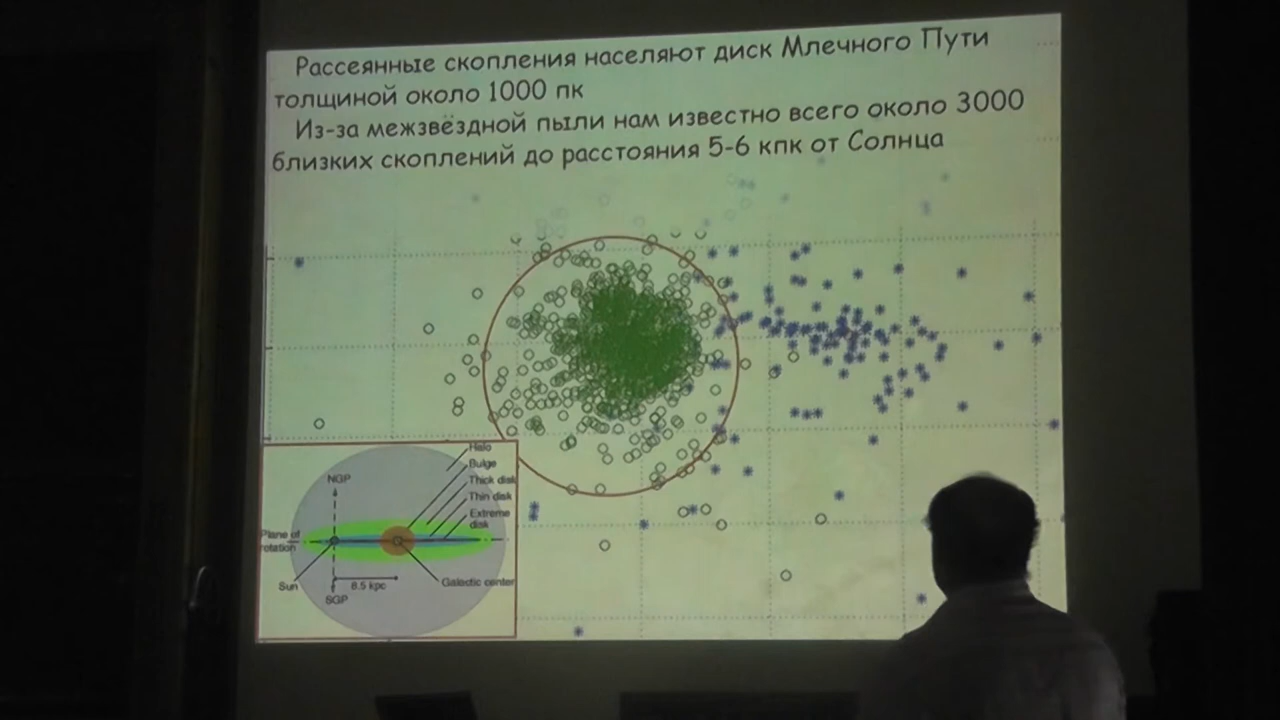 Рассеянные скопления населяют диск Млечного Пути
толщиной около 1000 пк
Из-за межзвёздной пыли нам известно всего около 3000
близких скоплений до расстояния 5-6 кпк от Солнца
Halo
Bulge
NGP
Thick disk
Thin disk
Extreme
disk
Plane of
rotation
Sun
8.5 kpc
Galactic center
SGP